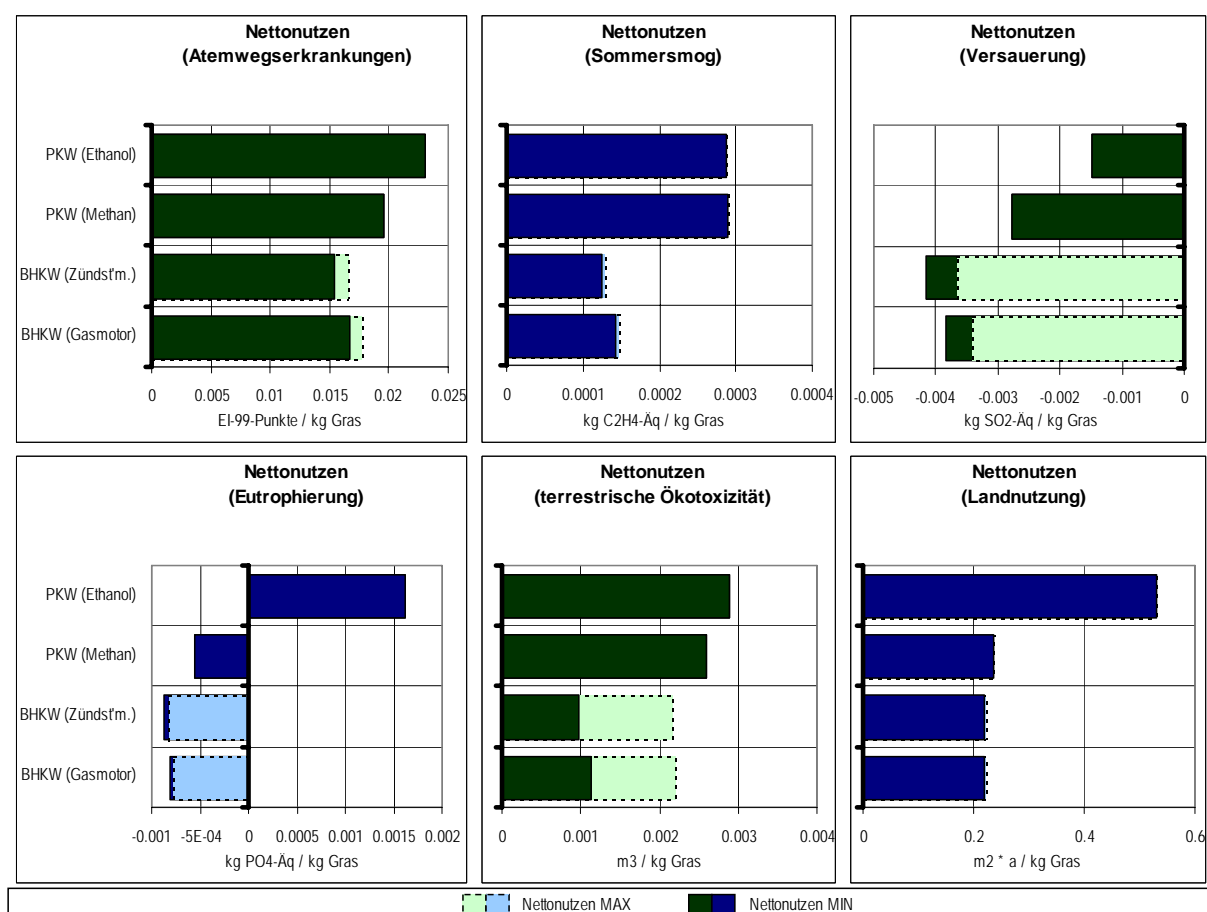 Nettonutzen
(Atemwegserkrankungen)
PKW (Ethanol)
PKW (Methan)
BHKW (Zündst'm.)
BHKW (Gasmotor)
0 0.005 0.01 0.015 0.02 0.025
EI-99-Punkte / kg Gras
Nettonutzen
(Sommersmog)
0 0.0001 0.0002 0.0003 0.0004
kg C2H4-Äq / kg Gras
Nettonutzen
(Versauerung)
-0.005 -0.004 -0.003 -0.002 -0.001 0
kg SO2-Äq / kg Gras
Nettonutzen
(Eutrophierung)
PKW (Ethanol)
PKW (Methan)
BHKW (Zündst'm.)
BHKW (Gasmotor)
-0.001 -5E-04 0 0.0005 0.001 0.0015 0.002
kg PO4-Äq / kg Gras
Nettonutzen
(terrestrische Ökotoxizität)
0 0.001 0.002 0.003 0.004
m3 / kg Gras
Nettonutzen
(Landnutzung)
0 0.2 0.4 0.6
m2 * a / kg Gras
Nettonutzen MAX Nettonutzen MIN